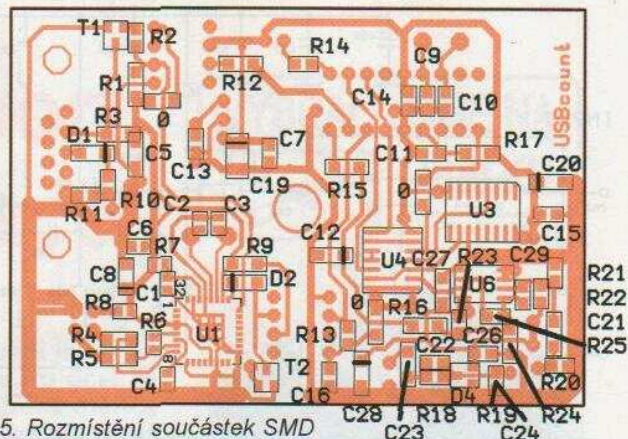 T1 R2 R14 C9
R1 R12 C14 C10
USBcount
0
R3 D1 C5 C13 C7 C11 R17
C19 R15 C20
R11 R10 C2 C3 0 U3 C15
C6 R7 R9 C12 U4 C27 R23 C29
C8 C1 32 D2 U6 R21
R8 1 0 R16 R22
R6 U1 R13 C21
R4 C22 C26 R25
R5 8 T2 R20
C4 C16 C28 R18 D4 R19 R24
C23 C24
5. Rozmístění součástek SMD